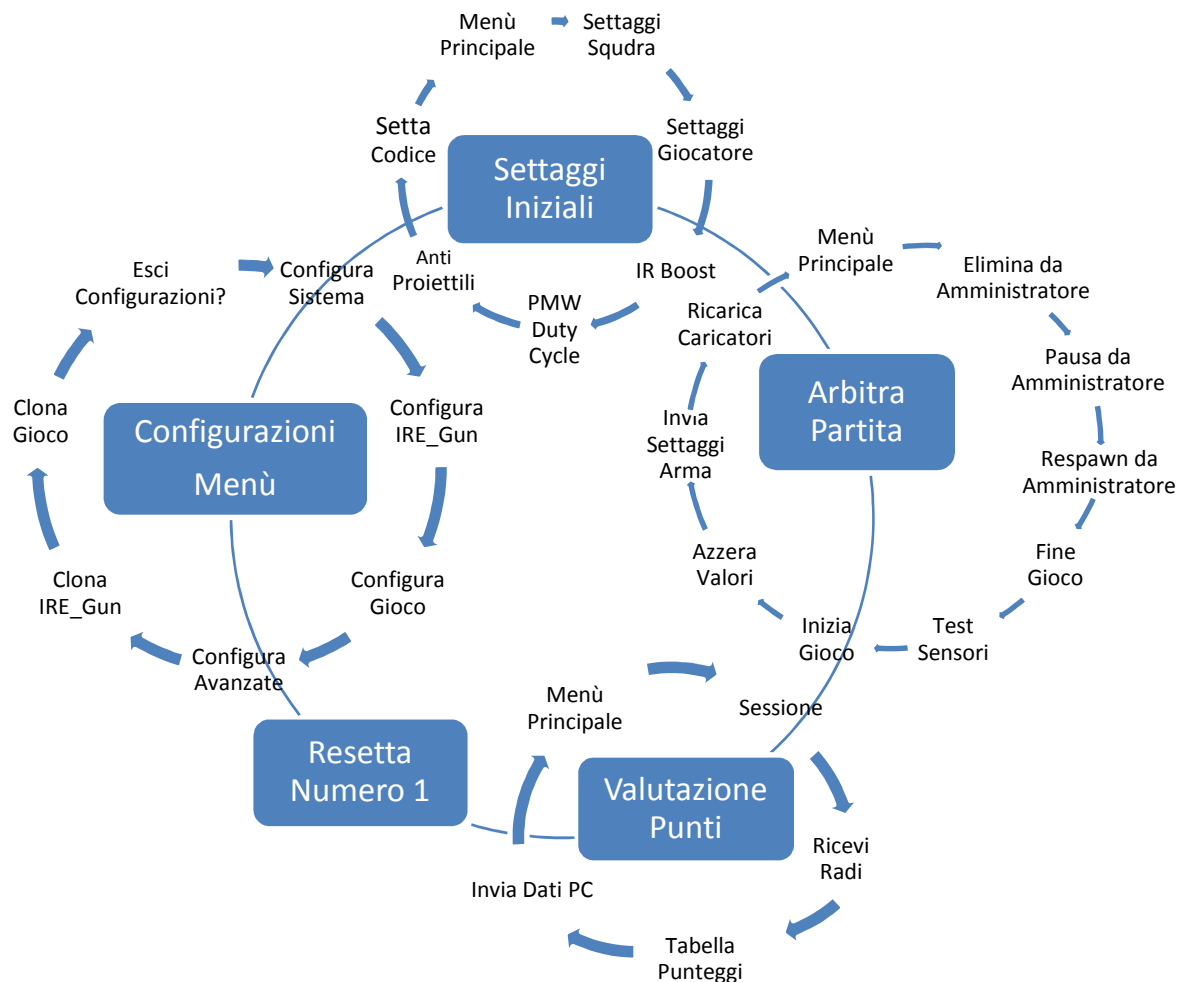 Menù
Principale
Settaggi
Squdra
Settaggi
Giocatore
IR Boost
PMW
Duty
Cycle
Anti
Proiettili
Setta
Codice
Settaggi
Iniziali
Menù
Principale
Elimina da
Amministratore
Pausa da
Amministratore
Respawn da
Amministratore
Fine
Gioco
Test
Sensori
Inizia
Gioco
Azzera
Valori
Invia
Settaggi
Arma
Ricarica
Caricatori
Arbitra
Partita
Esci
Configurazioni?
Configura
Sistema
Configura
IRE_Gun
Configura
Gioco
Configura
Avanzate
Clona
IRE_Gun
Clona
Gioco
Configurazioni
Menù
Resetta
Numero 1
Menù
Principale
Sessione
Ricevi
Radi
Tabella
Punteggi
Invia Dati PC
Valutazione
Punti